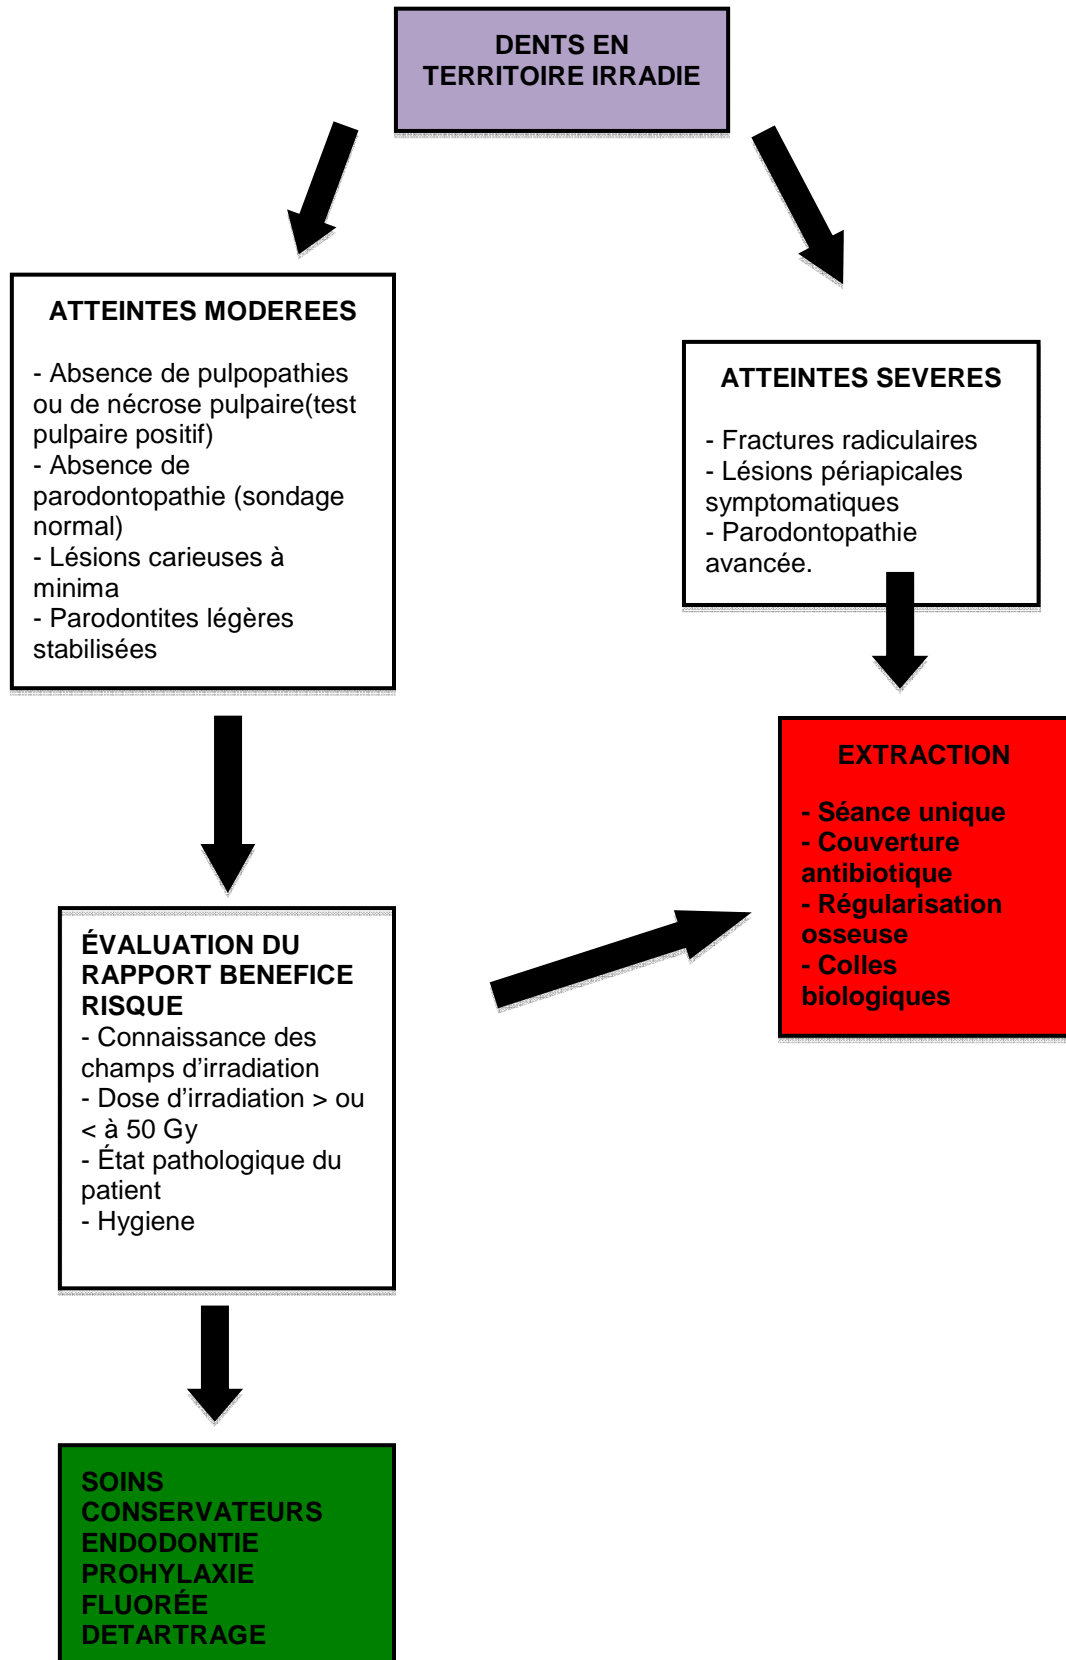 DENTS EN
TERRITOIRE IRRADIE
ATTEINTES MODEREES
- Absence de pulpopathies
ou de nécrose pulpaire(test
pulpaire positif)
- Absence de
parodontopathie (sondage
normal)
- Lésions carieuses à
minima
- Parodontites légères
stabilisées
ATTEINTES SEVERES
- Fractures radiculaires
- Lésions périapicales
symptomatiques
- Parodontopathie
avancée.
EXTRACTION
- Séance unique
- Couverture
antibiotique
- Régularisation
osseuse
- Colles
biologiques
ÉVALUATION DU
RAPPORT BENEFICE
RISQUE
- Connaissance des
champs d’irradiation
- Dose d’irradiation > ou
< à 50 Gy
- État pathologique du
patient
- Hygiene
SOINS
CONSERVATEURS
ENDODONTIE
PROHYLAXIE
FLUORÉE
DETARTRAGE